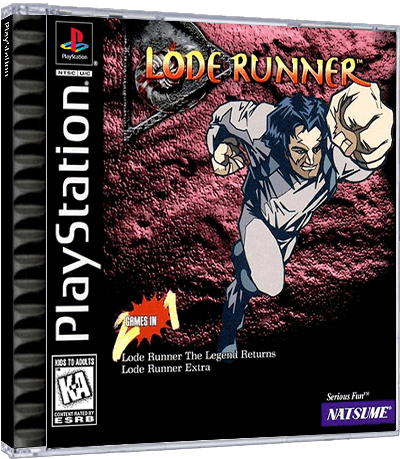 PlayStation
PlayStation
NTSC U/C
PlayStation
LODE RUNNER™
2 GAMES IN 1
Lode Runner The Legend Returns
Lode Runner Extra
KIDS TO ADULTS
K-A
CONTENT RATED BY
ESRB
Serious Fun™
NATSUME®